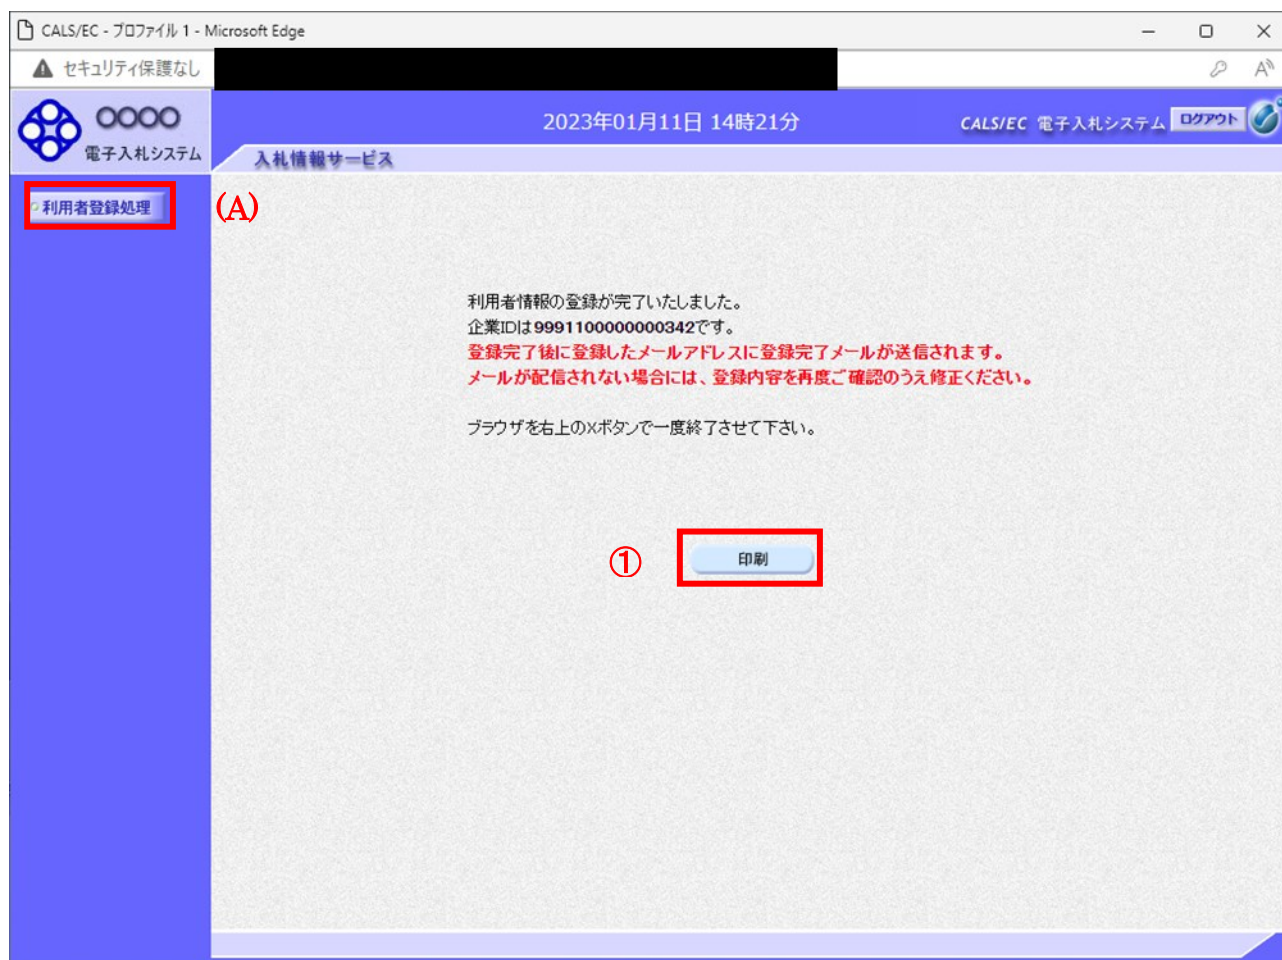 CALS/EC - プロファイル 1 - Microsoft Edge
セキュリティ保護なし
OOOO
電子入札システム
2023年01月11日 14時21分
CALS/EC 電子入札システム
ログアウト
入札情報サービス
利用者登録処理
(A)
利用者情報の登録が完了いたしました。
企業IDは9991100000000342です。
登録完了後に登録したメールアドレスに登録完了メールが送信されます。
メールが配信されない場合には、登録内容を再度ご確認のうえ修正ください。
ブラウザを右上の×ボタンで一度終了させて下さい。
①
印刷